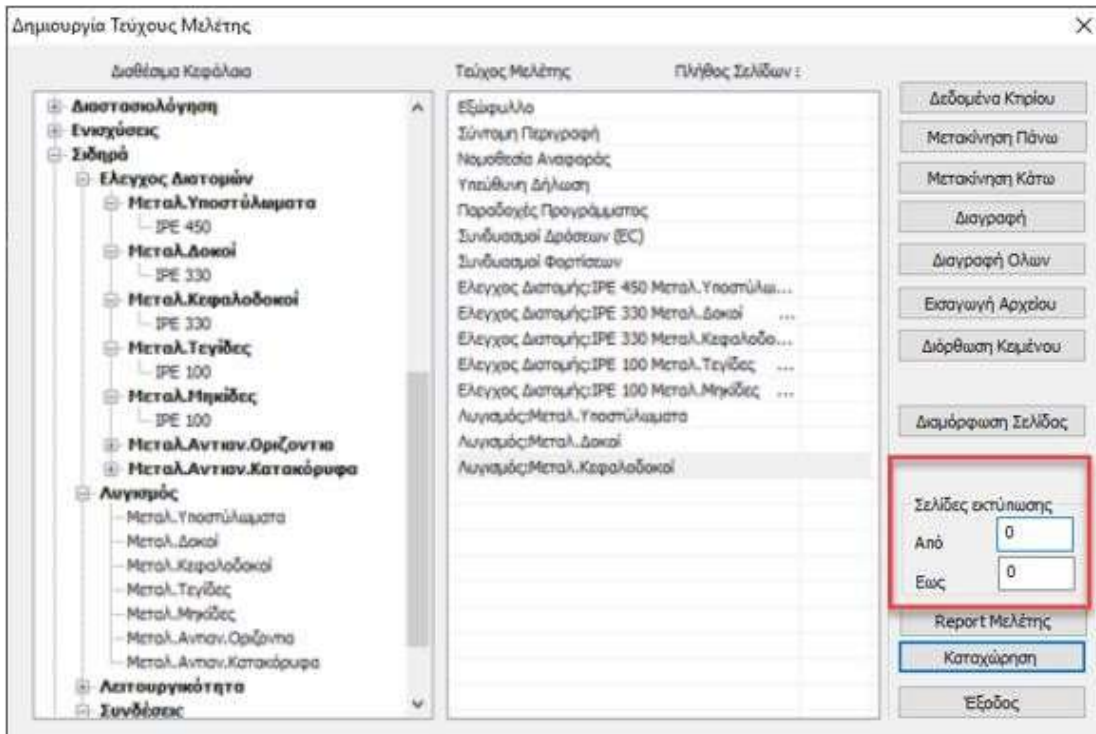 Δημιουργία Τεύχους Μελέτης
Διαθέσιμα Κεφάλαια
Διαστασιολόγηση
Ενισχύσεις
Σιδηρά
Ελεγχος Διατομών
Μεταλ.Υποστύλωματα
IPE 450
Μεταλ.Δοκοί
IPE 330
Μεταλ.Κεφαλοδοκοί
IPE 330
Μεταλ.Τεγίδες
IPE 100
Μεταλ.Μηκίδες
IPE 100
Μεταλ.Αντιαν.Οριζοντια
Μεταλ.Αντιαν.Κατακόρυφα
Λυγισμός
Μεταλ.Υποστύλωματα
Μεταλ.Δοκοί
Μεταλ.Κεφαλοδοκοί
Μεταλ.Τεγίδες
Μεταλ.Μηκίδες
Μεταλ.Αντιαν.Οριζοντια
Μεταλ.Αντιαν.Κατακόρυφα
Λειτουργικότητα
Συνδέσεις
Τεύχος Μελέτης Πλήθος Σελίδων :
Εξώφυλλο
Σύντομη Περιγραφή
Νομοθεσία Αναφοράς
Υπεύθυνη Δήλωση
Παραδοχές Προγράμματος
Συνδυασμοί Δράσεων (EC)
Συνδυασμοί Φορτίσεων
Ελεγχος Διατομής:IPE 450 Μεταλ.Υποστύλω...
Ελεγχος Διατομής:IPE 330 Μεταλ.Δοκοί ...
Ελεγχος Διατομής:IPE 330 Μεταλ.Κεφαλοδο...
Ελεγχος Διατομής:IPE 100 Μεταλ.Τεγίδες ...
Ελεγχος Διατομής:IPE 100 Μεταλ.Μηκίδες ...
Λυγισμός:Μεταλ.Υποστύλωματα
Λυγισμός:Μεταλ.Δοκοί
Λυγισμός:Μεταλ.Κεφαλοδοκοί
Δεδομένα Κτηρίου
Μετακίνηση Πάνω
Μετακίνηση Κάτω
Διαγραφή
Διαγραφή Ολων
Εισαγωγή Αρχείου
Διόρθωση Κειμένου
Διαμόρφωση Σελίδας
Σελίδες εκτύπωσης
Από 0
Εως 0
Report Μελέτης
Καταχώρηση
Έξοδος